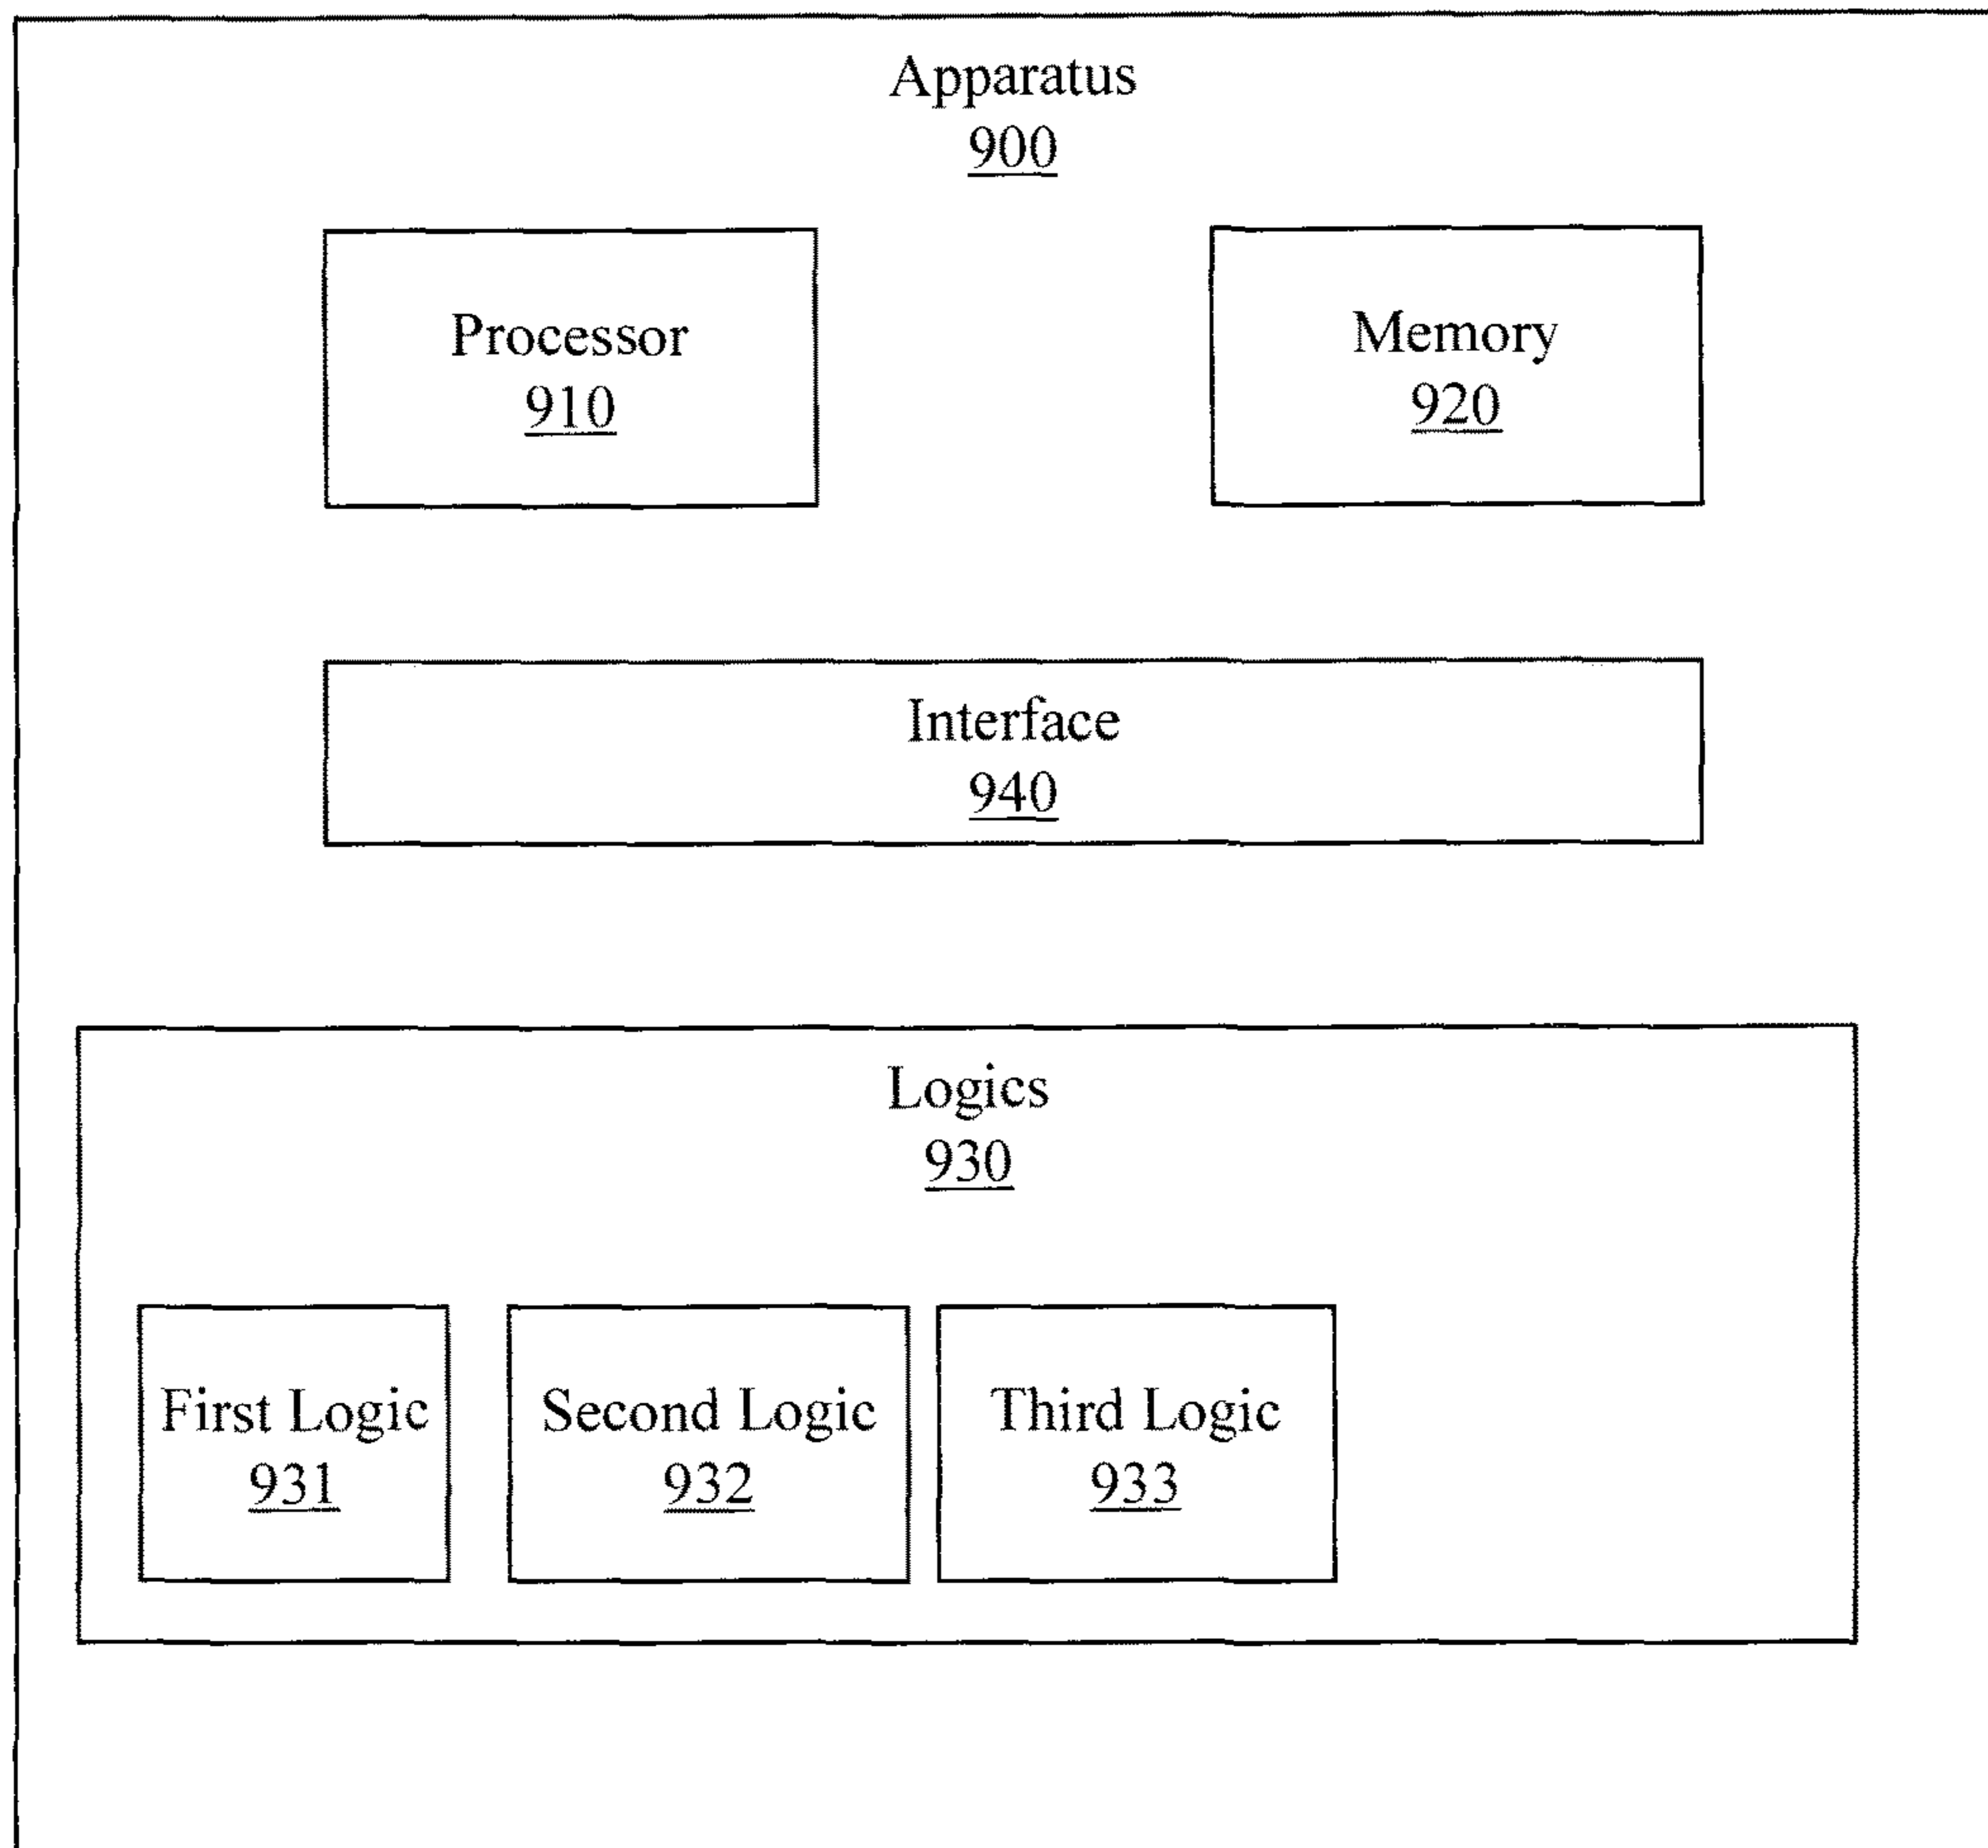 Apparatus
900
Processor
910
Memory
920
Interface
940
Logics
930
First Logic
931
Second Logic
932
Third Logic
933